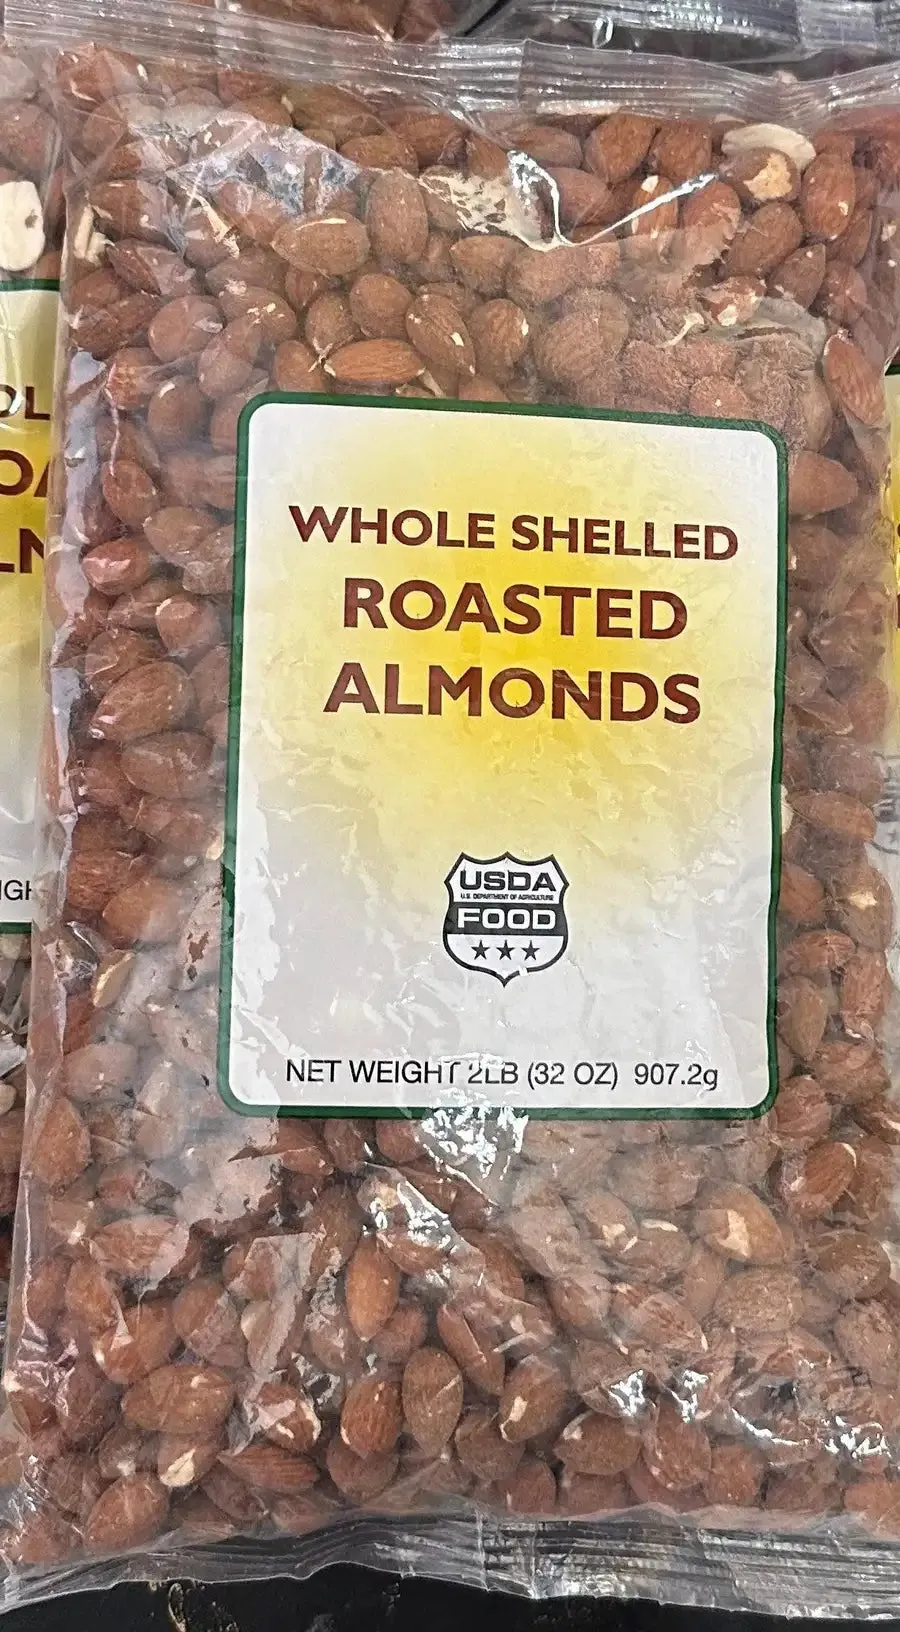 WHOLE SHELLED
ROASTED
ALMONDS
USDA
U.S. DEPARTMENT OF AGRICULTURE
FOOD
NET WEIGHT 2LB (32 OZ) 907.2g